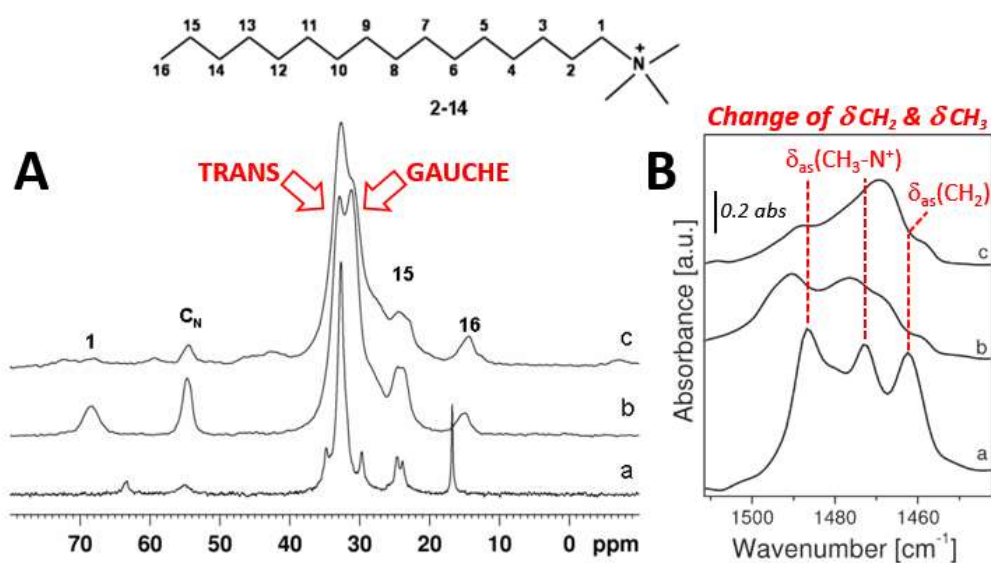 15 13 11 9 7 5 3 1
16 14 12 10 8 6 4 2
+
N
2-14
Change of δCH₂ & δCH₃
A
TRANS
GAUCHE
1
C_N
15
16
c
b
a
70 60 50 40 30 20 10 0 ppm
B
δas(CH₃-N⁺)
δas(CH₂)
0.2 abs
c
b
a
Absorbance [a.u.]
1500 1480 1460
Wavenumber [cm⁻¹]